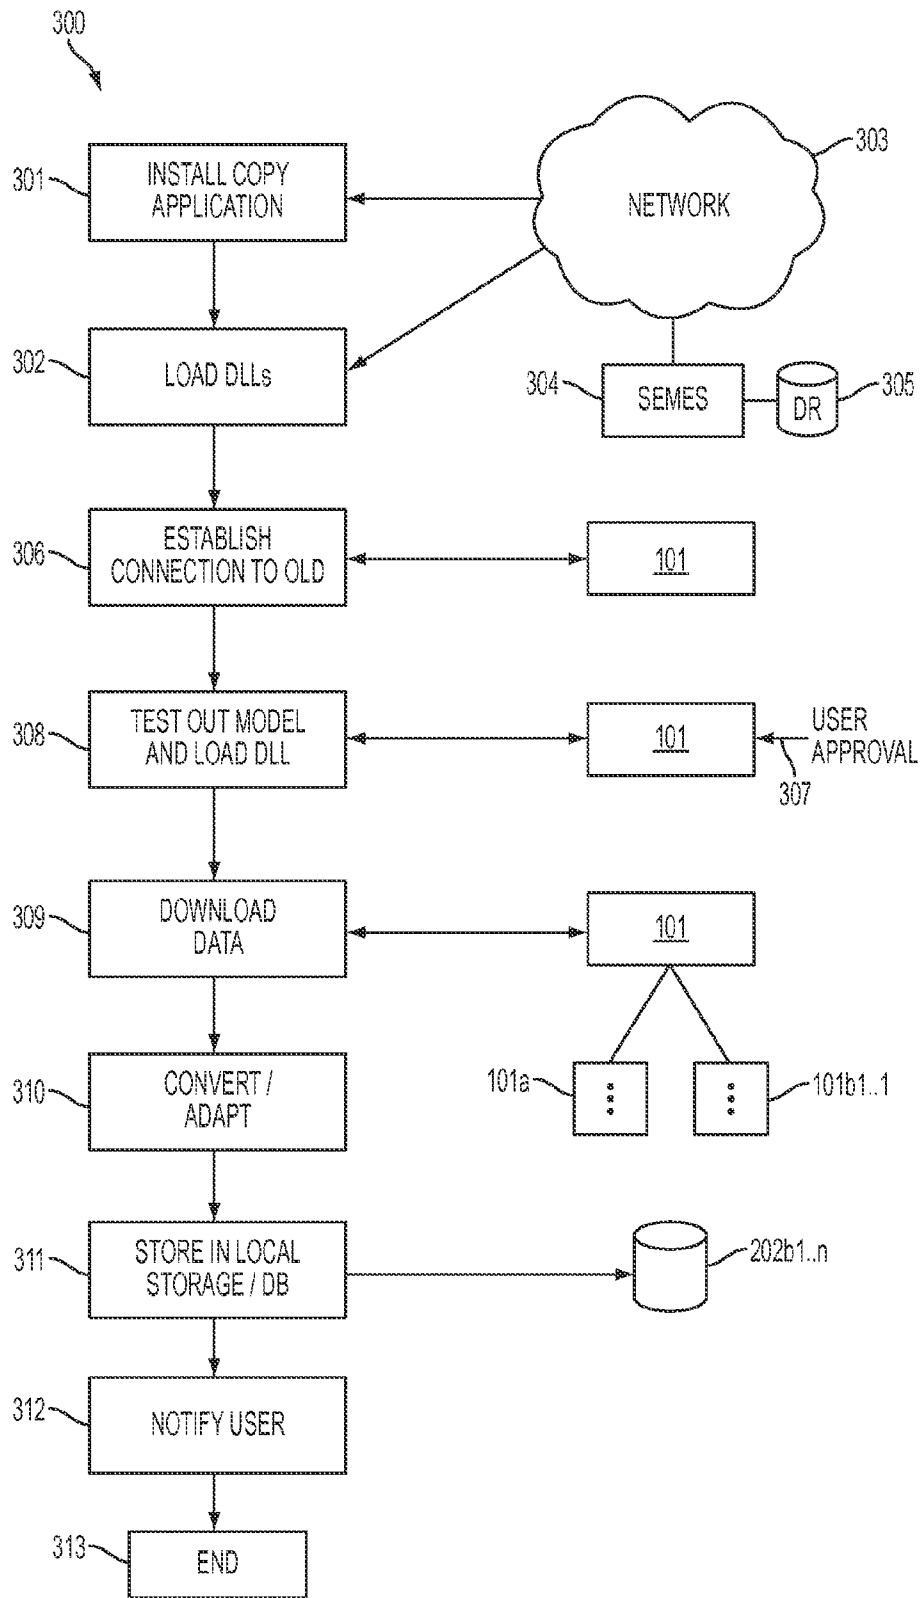 300
301
INSTALL COPY
APPLICATION
NETWORK
303
302
LOAD DLLs
304
SEMES
DR
305
306
ESTABLISH
CONNECTION TO OLD
101
308
TEST OUT MODEL
AND LOAD DLL
101
USER
APPROVAL
307
309
DOWNLOAD
DATA
101
310
CONVERT /
ADAPT
101a
101b1..1
311
STORE IN LOCAL
STORAGE / DB
202b1..n
312
NOTIFY USER
313
END